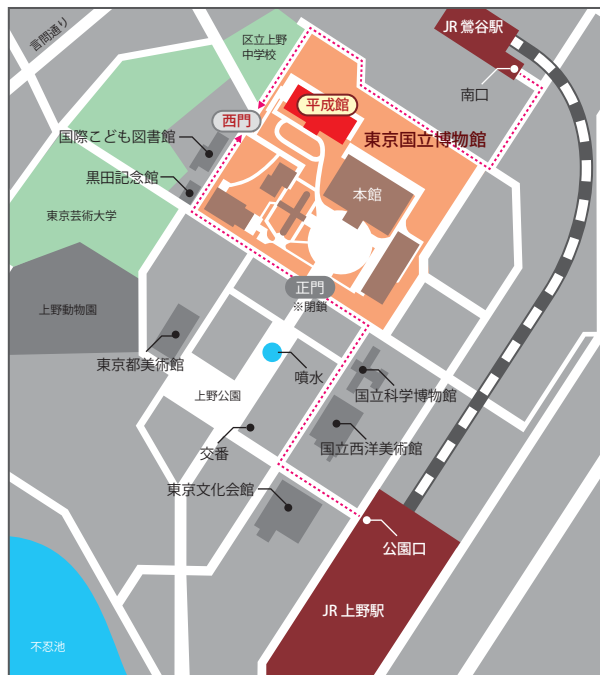 言問通り
区立上野
中学校
JR 鶯谷駅
南口
平成館
西門
東京国立博物館
国際こども図書館
黒田記念館
本館
東京芸術大学
正門
※閉鎖
上野動物園
東京都美術館
噴水
国立科学博物館
上野公園
交番
国立西洋美術館
東京文化会館
公園口
JR 上野駅
不忍池